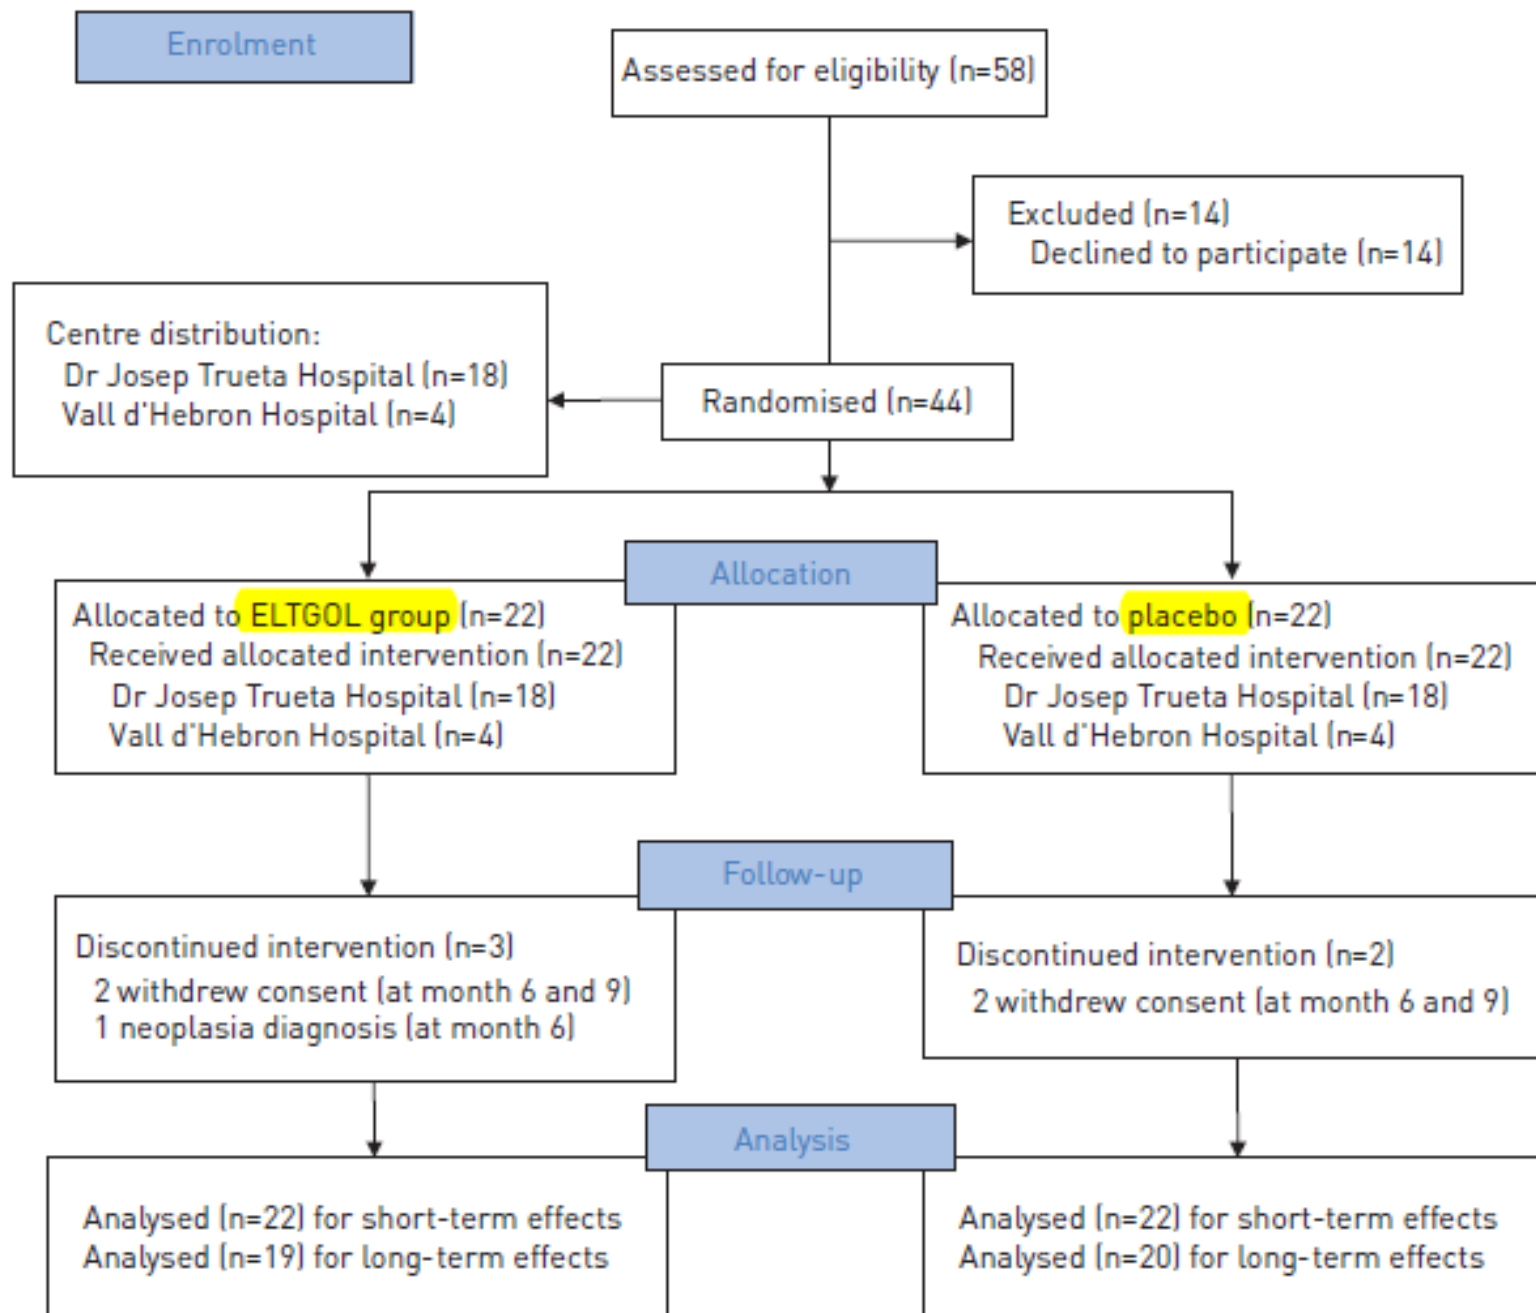 Enrolment
Assessed for eligibility (n=58)
Excluded (n=14)
Declined to participate (n=14)
Centre distribution:
Dr Josep Trueta Hospital (n=18)
Vall d'Hebron Hospital (n=4)
Randomised (n=44)
Allocation
Allocated to ELTGOL group (n=22)
Received allocated intervention (n=22)
Dr Josep Trueta Hospital (n=18)
Vall d'Hebron Hospital (n=4)
Allocated to placebo (n=22)
Received allocated intervention (n=22)
Dr Josep Trueta Hospital (n=18)
Vall d'Hebron Hospital (n=4)
Follow-up
Discontinued intervention (n=3)
2 withdrew consent (at month 6 and 9)
1 neoplasia diagnosis (at month 6)
Discontinued intervention (n=2)
2 withdrew consent (at month 6 and 9)
Analysis
Analysed (n=22) for short-term effects
Analysed (n=19) for long-term effects
Analysed (n=22) for short-term effects
Analysed (n=20) for long-term effects